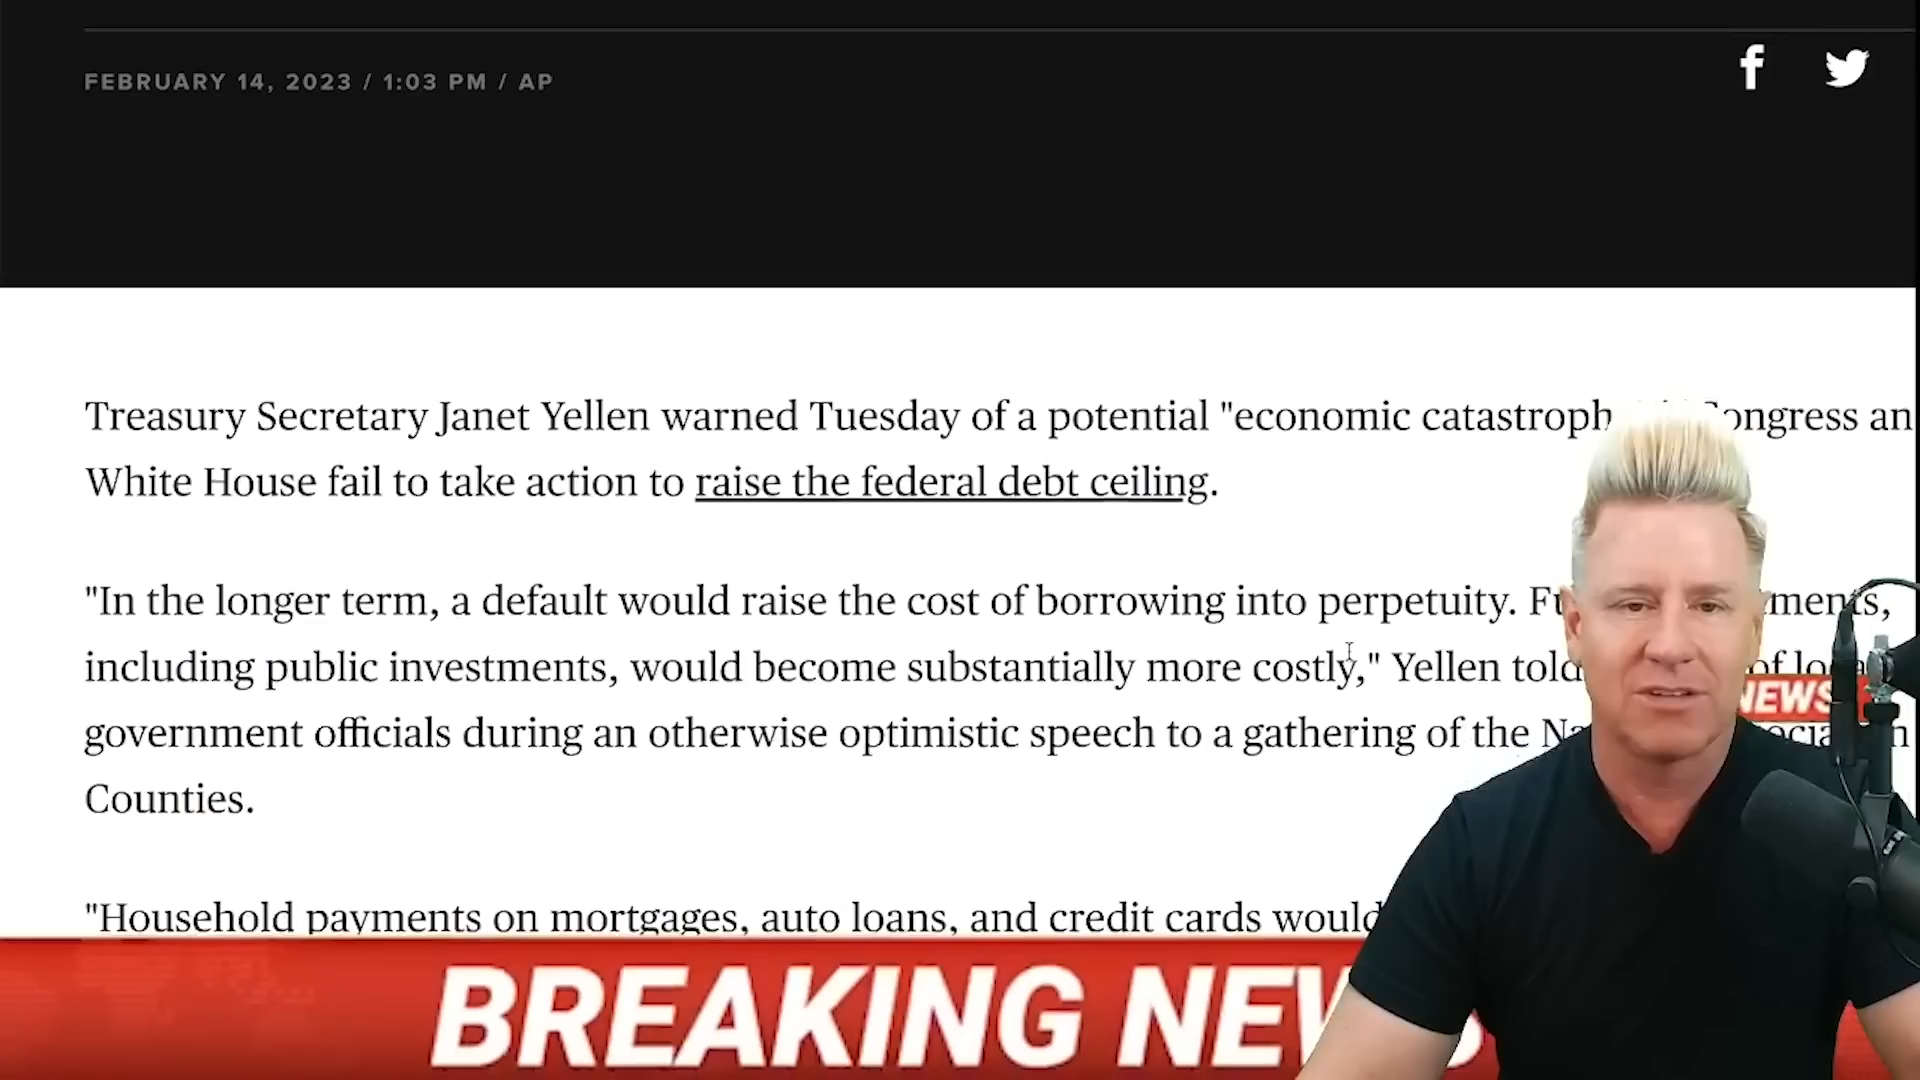 FEBRUARY 14, 2023 / 1:03 PM / AP
Treasury Secretary Janet Yellen warned Tuesday of a potential "economic
White House fail to take action to raise the federal debt ceiling.
"In the longer term, a default would raise the cost of borrowing into perpetuity.
including public investments, would become substantially more costly," Yellen told of
government officials during an otherwise optimistic speech to a gathering of the
Counties.
"Household payments on mortgages, auto loans, and credit cards would
NEWS
BREAKING NEWS